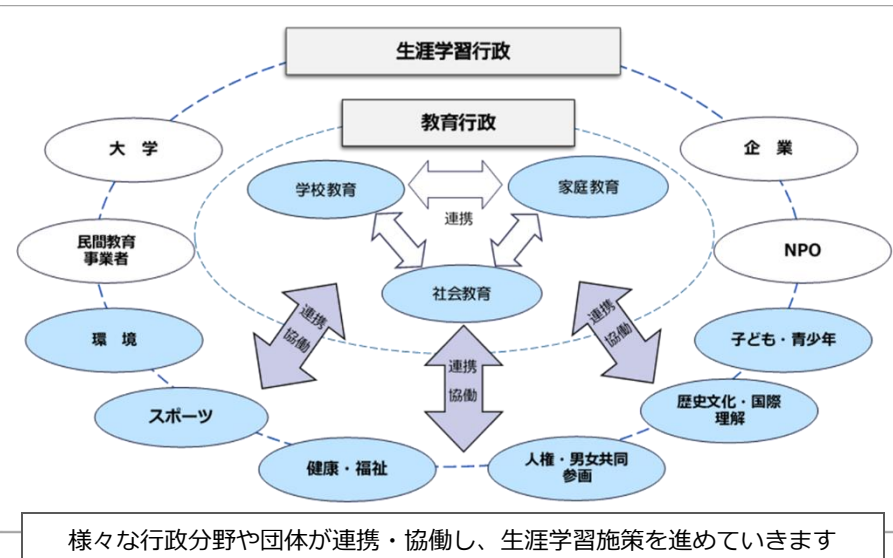 生涯学習行政
教育行政
大　学
企　業
学校教育
家庭教育
連携
民間教育
事業者
NPO
社会教育
連携
協働
連携
協働
連携
協働
環　境
子ども・青少年
スポーツ
歴史文化・国際
理解
健康・福祉
人権・男女共同
参画
様々な行政分野や団体が連携・協働し、生涯学習施策を進めていきます